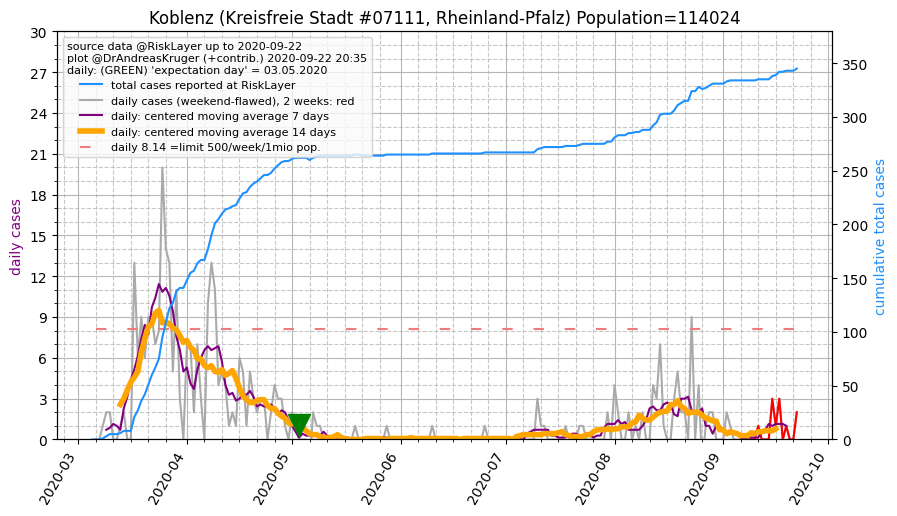 Koblenz (Kreisfreie Stadt #07111, Rheinland-Pfalz) Population=114024
source data @RiskLayer up to 2020-09-22
plot @DrAndreasKruger (+contrib.) 2020-09-22 20:35
daily: (GREEN) 'expectation day' = 03.05.2020
total cases reported at RiskLayer
daily cases (weekend-flawed), 2 weeks: red
daily: centered moving average 7 days
daily: centered moving average 14 days
daily 8.14 =limit 500/week/1mio pop.
daily cases
30
27
24
21
18
15
12
9
6
3
0
cumulative total cases
350
300
250
200
150
100
50
0
2020-03
2020-04
2020-05
2020-06
2020-07
2020-08
2020-09
2020-10